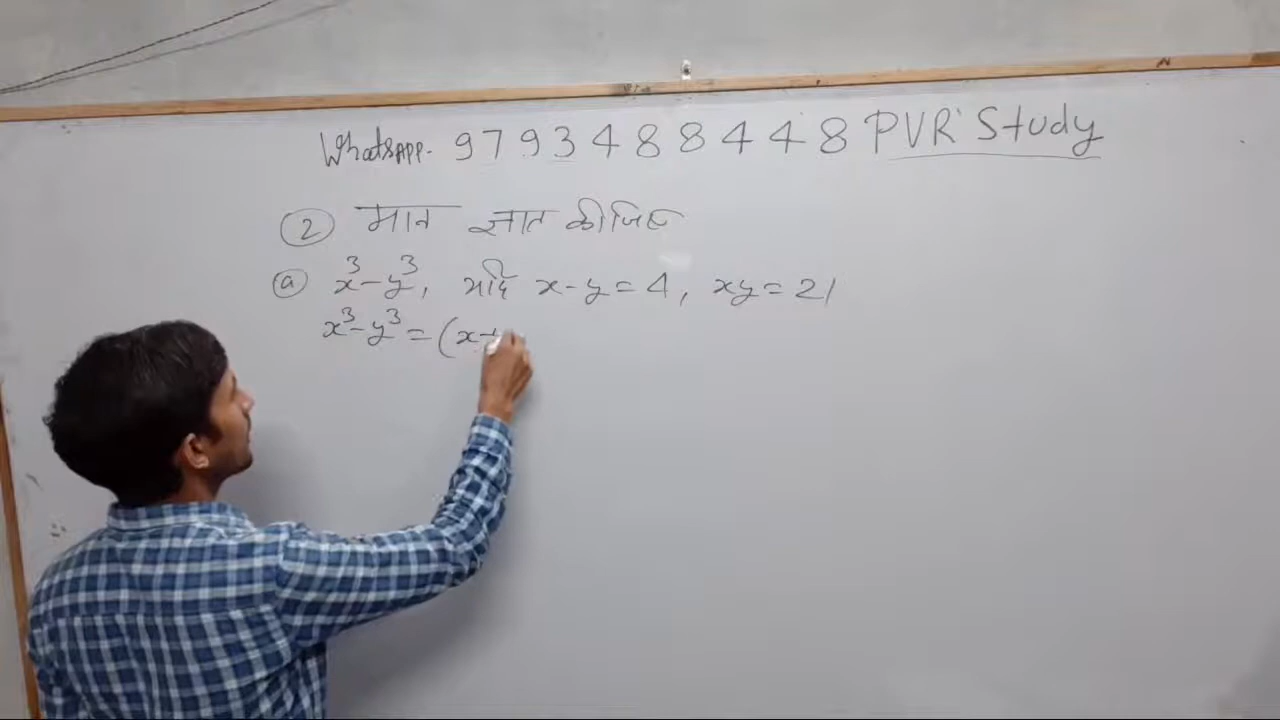 WhatsAPP. 9793488448 PVR Study
② मान ज्ञात कीजिए
ⓐ x³-y³, यदि x-y=4, xy=21
x³-y³=(x-